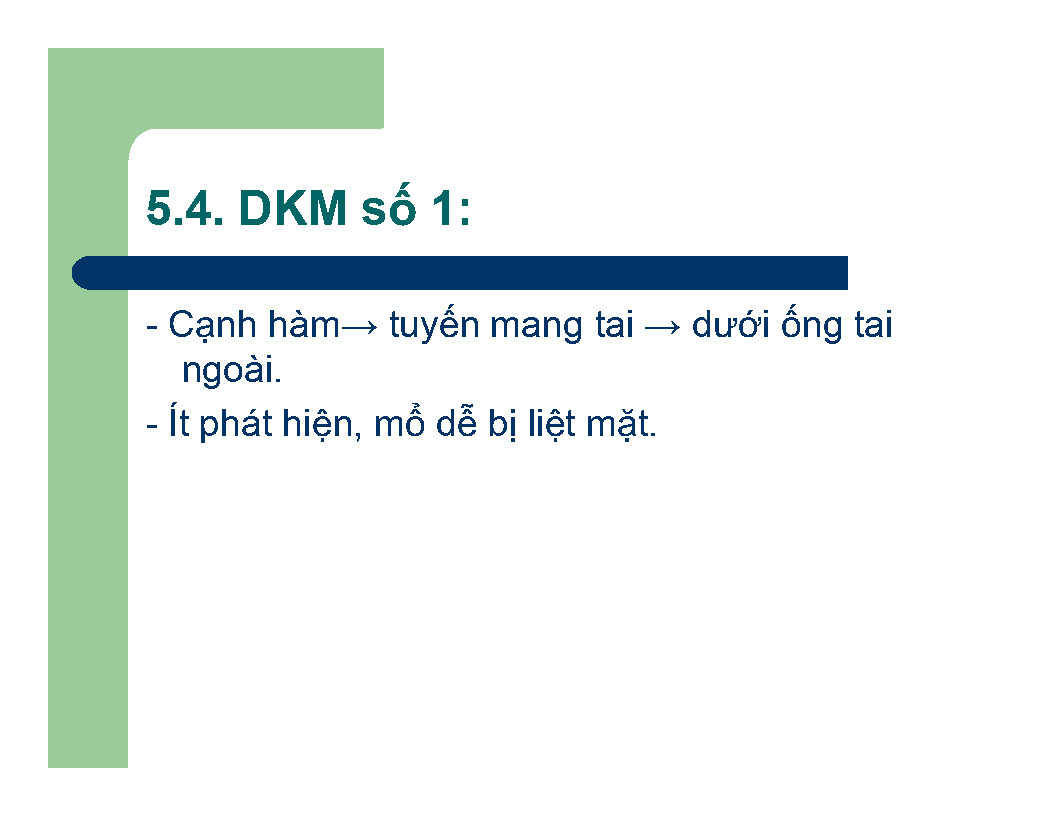 5.4. DKM số 1:
- Cạnh hàm→ tuyến mang tai → dưới ống tai
ngoài.
- Ít phát hiện, mổ dễ bị liệt mặt.